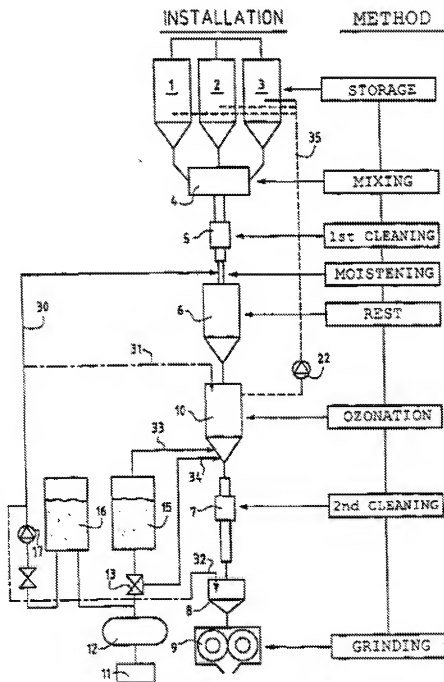 INSTALLATION METHOD
1 2 3
STORAGE
35
4
MIXING
5
1st CLEANING
MOISTENING
30
6
REST
31
22
10
OZONATION
33
34
16
15
7
2nd CLEANING
17
13
32
8
12
9
GRINDING
11